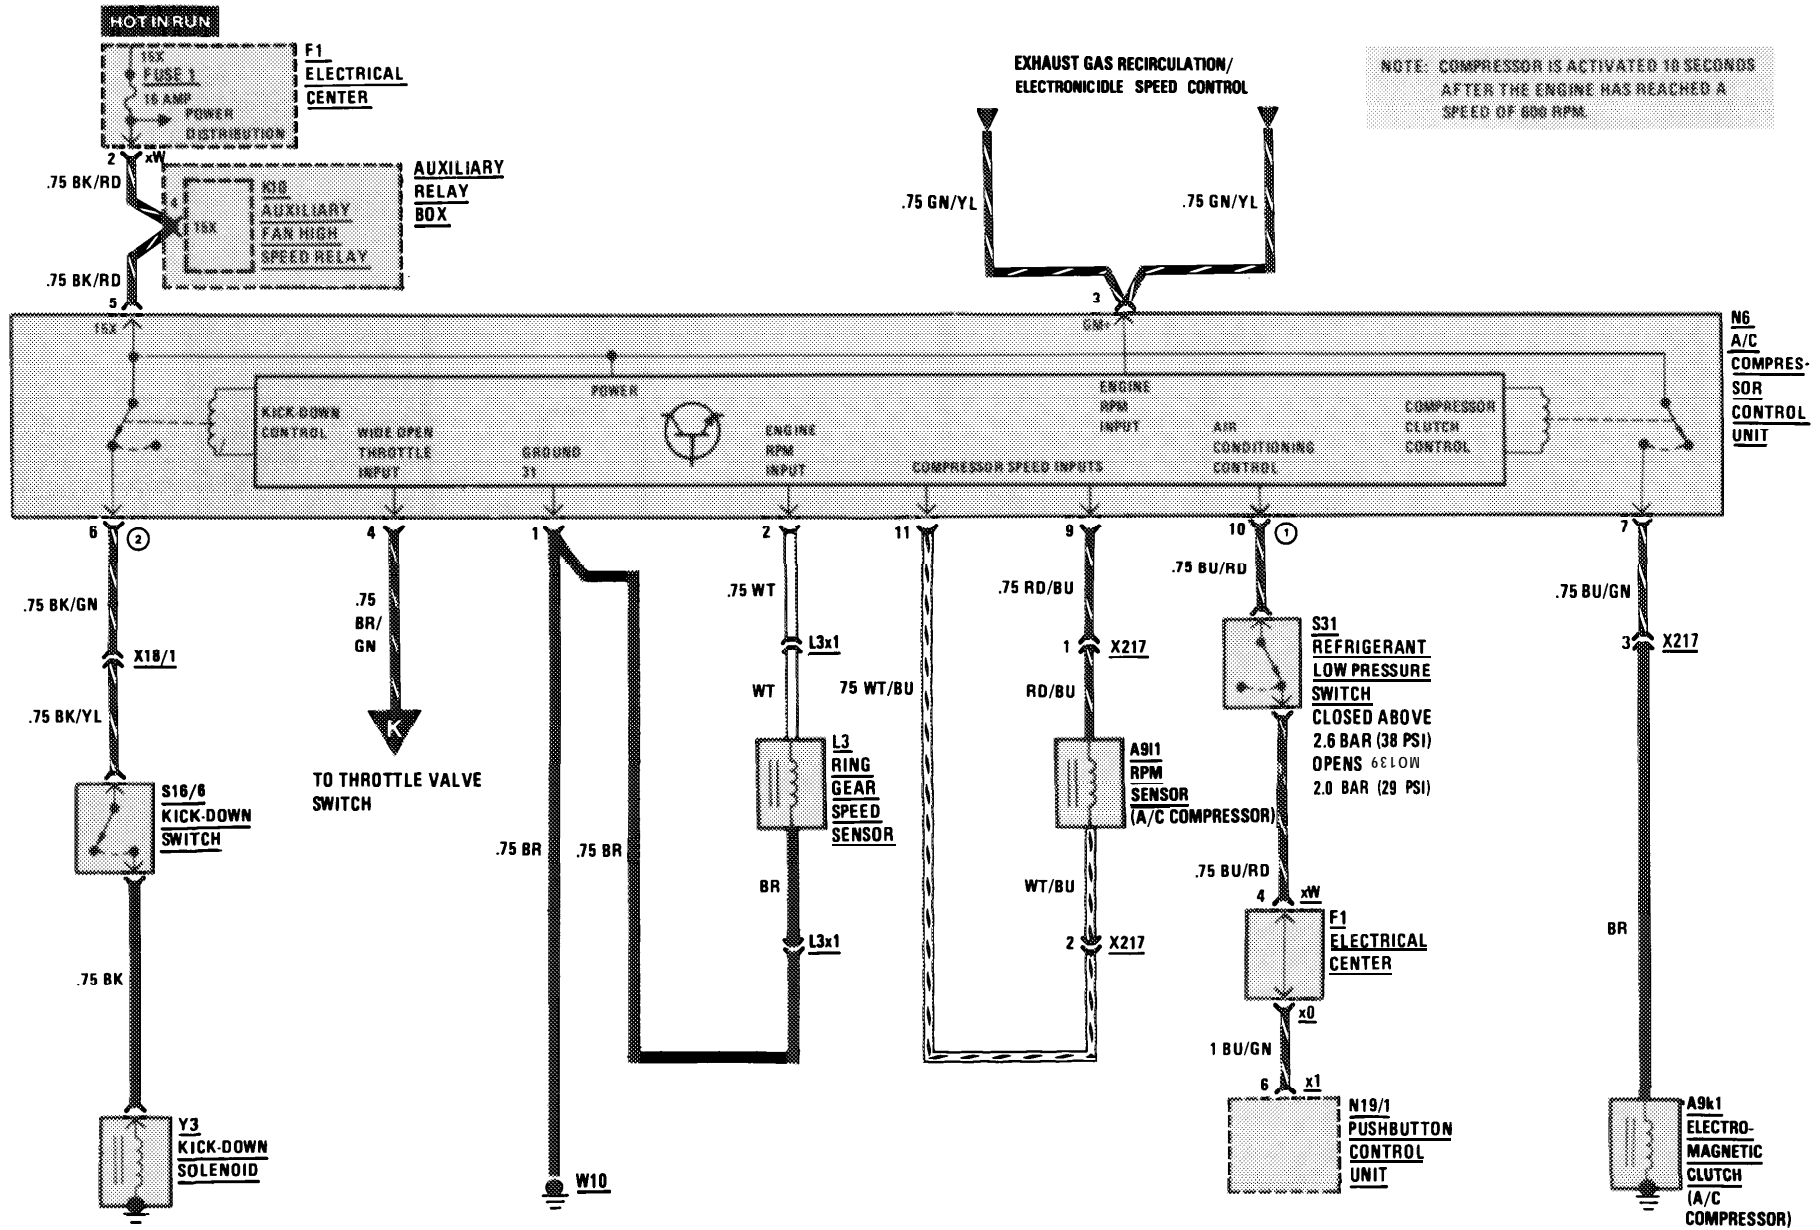 HOT IN RUN
15X
FUSE 1
16 AMP
POWER
DISTRIBUTION
F1
ELECTRICAL
CENTER
2
xW
.75 BK/RD
4
15X
K10
AUXILIARY
FAN HIGH
SPEED RELAY
AUXILIARY
RELAY
BOX
.75 BK/RD
5
EXHAUST GAS RECIRCULATION/
ELECTRONICIDLE SPEED CONTROL
.75 GN/YL
.75 GN/YL
3
NOTE: COMPRESSOR IS ACTIVATED 10 SECONDS
AFTER THE ENGINE HAS REACHED A
SPEED OF 600 RPM.
15X
GM+
N6
A/C
COMPRES-
SOR
CONTROL
UNIT
KICK-DOWN
CONTROL
WIDE OPEN
THROTTLE
INPUT
GROUND
31
POWER
ENGINE
RPM
INPUT
COMPRESSOR SPEED INPUTS
ENGINE
RPM
INPUT
AIR
CONDITIONING
CONTROL
COMPRESSOR
CLUTCH
CONTROL
6
2
4
1
2
11
9
10
1
7
.75 BK/GN
X18/1
.75 BK/YL
S16/6
KICK-DOWN
SWITCH
.75 BK
Y3
KICK-DOWN
SOLENOID
.75
BR/
GN
K
TO THROTTLE VALVE
SWITCH
.75 BR
.75 BR
W10
.75 WT
L3x1
WT
L3
RING
GEAR
SPEED
SENSOR
BR
L3x1
75 WT/BU
.75 RD/BU
1
X217
RD/BU
A9l1
RPM
SENSOR
(A/C COMPRESSOR)
WT/BU
2
X217
.75 BU/RD
S31
REFRIGERANT
LOW PRESSURE
SWITCH
CLOSED ABOVE
2.6 BAR (38 PSI)
OPENS
MO139
2.0 BAR (29 PSI)
.75 BU/RD
4
xW
F1
ELECTRICAL
CENTER
x0
1 BU/GN
6
x1
N19/1
PUSHBUTTON
CONTROL
UNIT
.75 BU/GN
3
X217
BR
A9k1
ELECTRO-
MAGNETIC
CLUTCH
(A/C
COMPRESSOR)